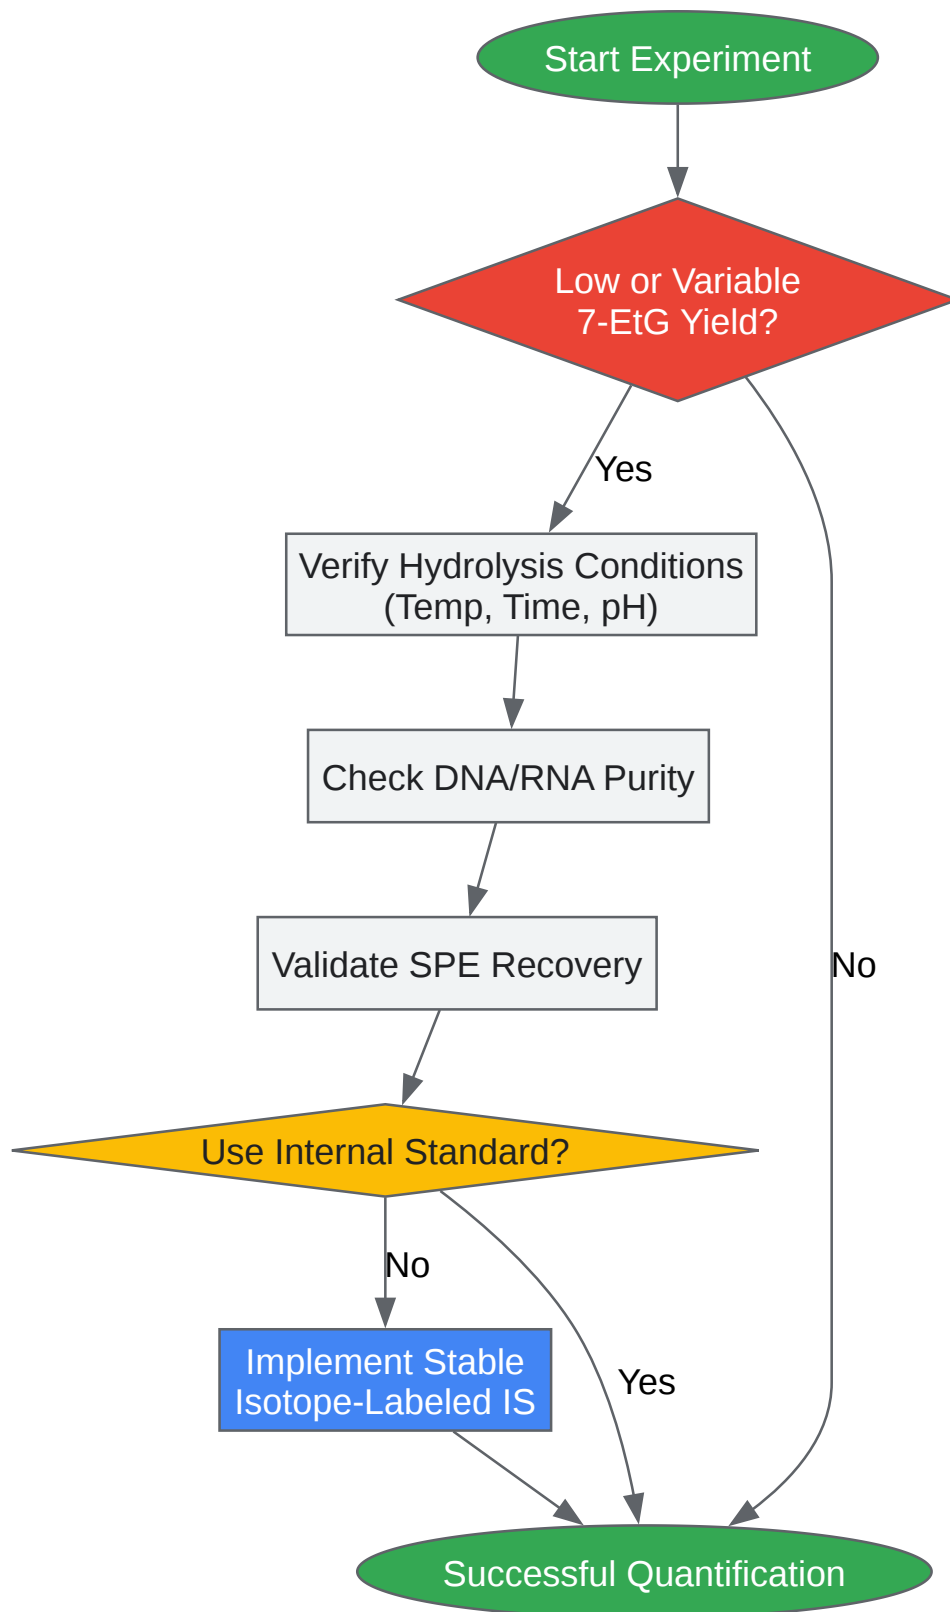 Start Experiment
Low or Variable
7-EtG Yield?
Yes
Verify Hydrolysis Conditions
(Temp, Time, pH)
Check DNA/RNA Purity
Validate SPE Recovery
No
Use Internal Standard?
No
Implement Stable
Isotope-Labeled IS
Yes
Successful Quantification